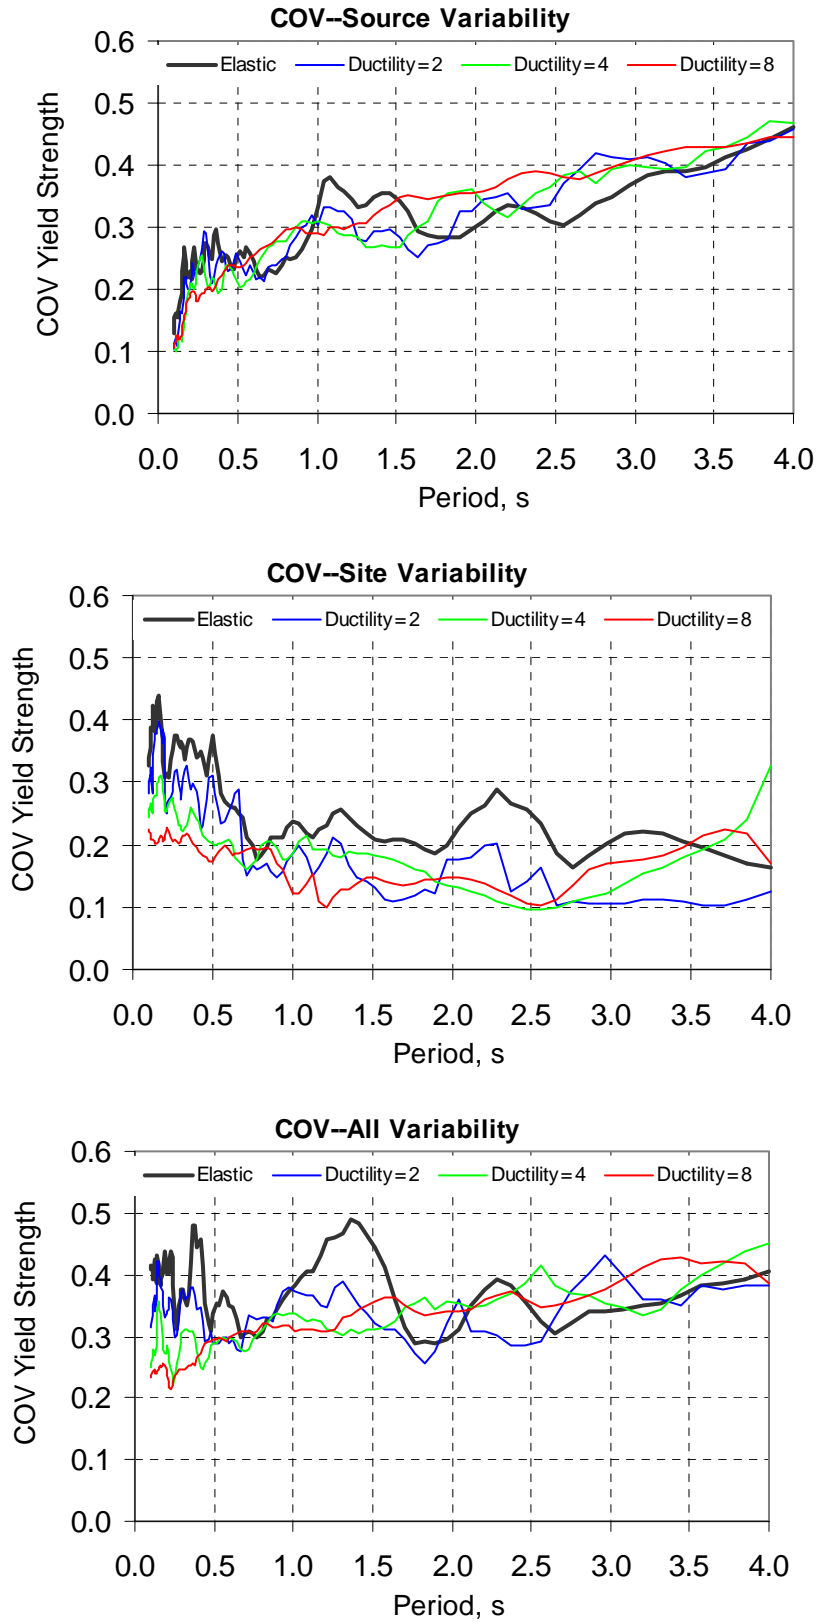 COV--Source Variability
0.6
Elastic Ductility=2 Ductility=4 Ductility=8
0.5
0.4
0.3
0.2
0.1
0.0
COV Yield Strength
0.0 0.5 1.0 1.5 2.0 2.5 3.0 3.5 4.0
Period, s
COV--Site Variability
0.6
Elastic Ductility=2 Ductility=4 Ductility=8
0.5
0.4
0.3
0.2
0.1
0.0
COV Yield Strength
0.0 0.5 1.0 1.5 2.0 2.5 3.0 3.5 4.0
Period, s
COV--All Variability
0.6
Elastic Ductility=2 Ductility=4 Ductility=8
0.5
0.4
0.3
0.2
0.1
0.0
COV Yield Strength
0.0 0.5 1.0 1.5 2.0 2.5 3.0 3.5 4.0
Period, s